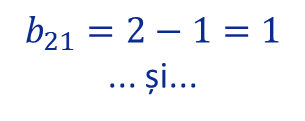 b₂₁ = 2 − 1 = 1
... și...